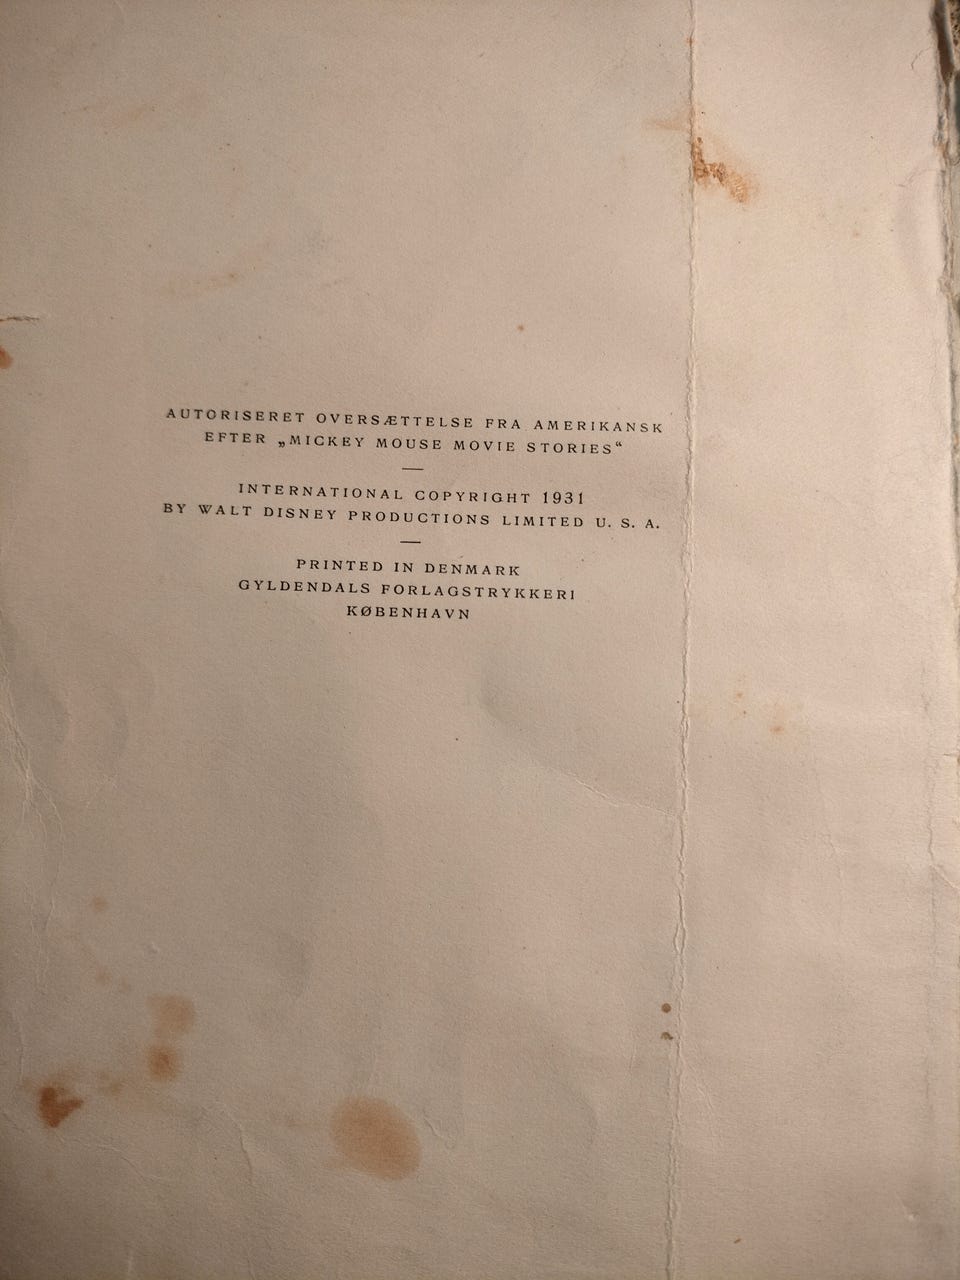 AUTORISERET OVERSÆTTELSE FRA AMERIKANSK
EFTER „MICKEY MOUSE MOVIE STORIES“
INTERNATIONAL COPYRIGHT 1931
BY WALT DISNEY PRODUCTIONS LIMITED U. S. A.
PRINTED IN DENMARK
GYLDENDALS FORLAGSTRYKKERI
KØBENHAVN